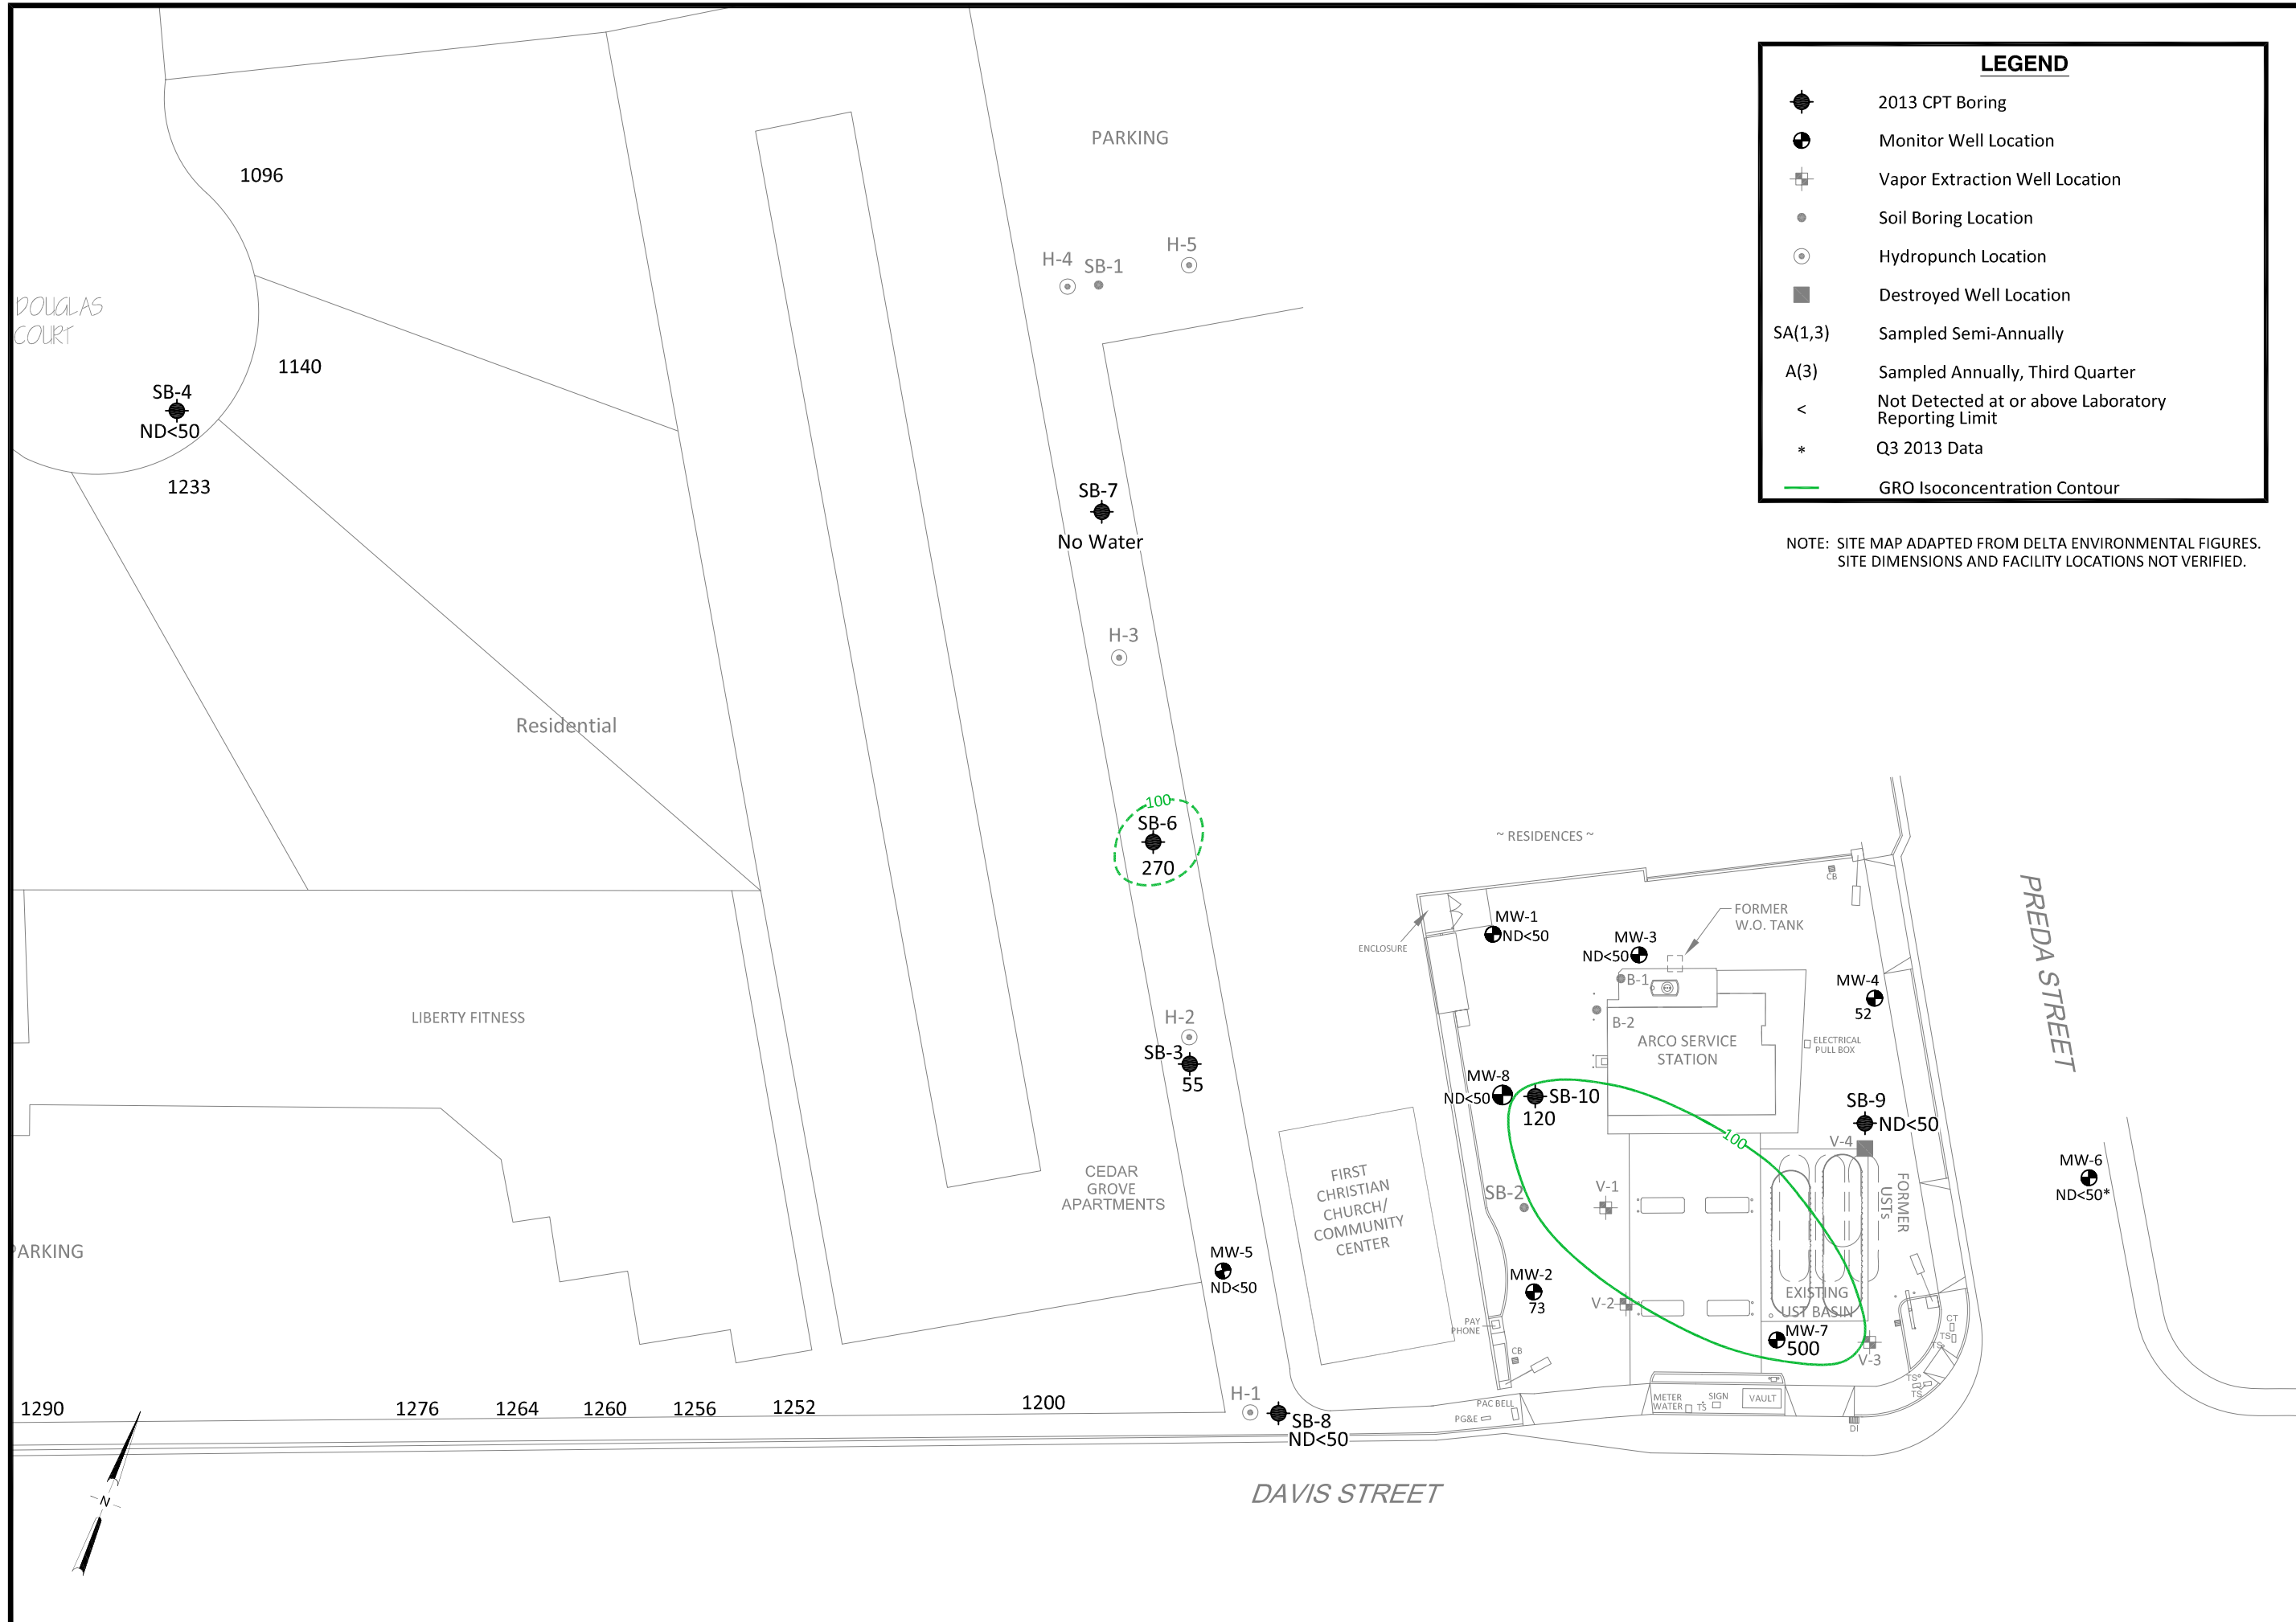 LEGEND
2013 CPT Boring
Monitor Well Location
Vapor Extraction Well Location
Soil Boring Location
Hydropunch Location
Destroyed Well Location
SA(1,3) Sampled Semi-Annually
A(3) Sampled Annually, Third Quarter
< Not Detected at or above Laboratory
Reporting Limit
* Q3 2013 Data
GRO Isoconcentration Contour
NOTE: SITE MAP ADAPTED FROM DELTA ENVIRONMENTAL FIGURES.
SITE DIMENSIONS AND FACILITY LOCATIONS NOT VERIFIED.
PARKING
1096
H-5
H-4
SB-1
DOUGLAS
COURT
1140
SB-4
ND<50
1233
SB-7
No Water
H-3
Residential
100
SB-6
270
~ RESIDENCES ~
CB
FORMER
W.O. TANK
ENCLOSURE
MW-1
ND<50
MW-3
ND<50
B-1
B-2
MW-4
52
PREDA STREET
LIBERTY FITNESS
H-2
SB-3
55
ARCO SERVICE
STATION
ELECTRICAL
PULL BOX
MW-8
ND<50
SB-10
120
SB-9
ND<50
100
V-4
MW-6
ND<50*
CEDAR
GROVE
APARTMENTS
FIRST
CHRISTIAN
CHURCH/
COMMUNITY
CENTER
SB-2
V-1
FORMER
USTs
PARKING
MW-5
ND<50
MW-2
73
V-2
EXISTING
UST BASIN
PAY
PHONE
MW-7
500
V-3
CT
TS
TS
CB
TS
TS
1290
1276
1264
1260
1256
1252
1200
H-1
SB-8
ND<50
PAC BELL
PG&E
METER
WATER
TS
SIGN
VAULT
DI
N
DAVIS STREET